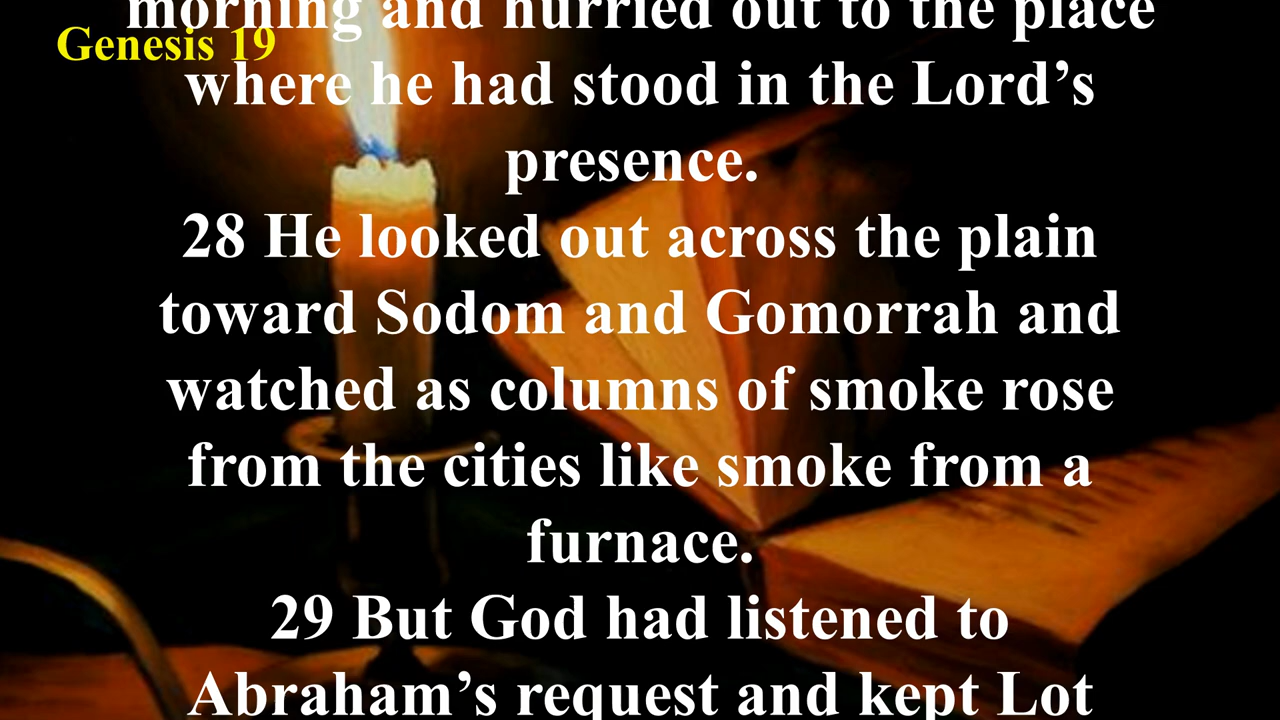 morning and hurried out to the place
Genesis 19
where he had stood in the Lord’s
presence.
28 He looked out across the plain
toward Sodom and Gomorrah and
watched as columns of smoke rose
from the cities like smoke from a
furnace.
29 But God had listened to
Abraham’s request and kept Lot